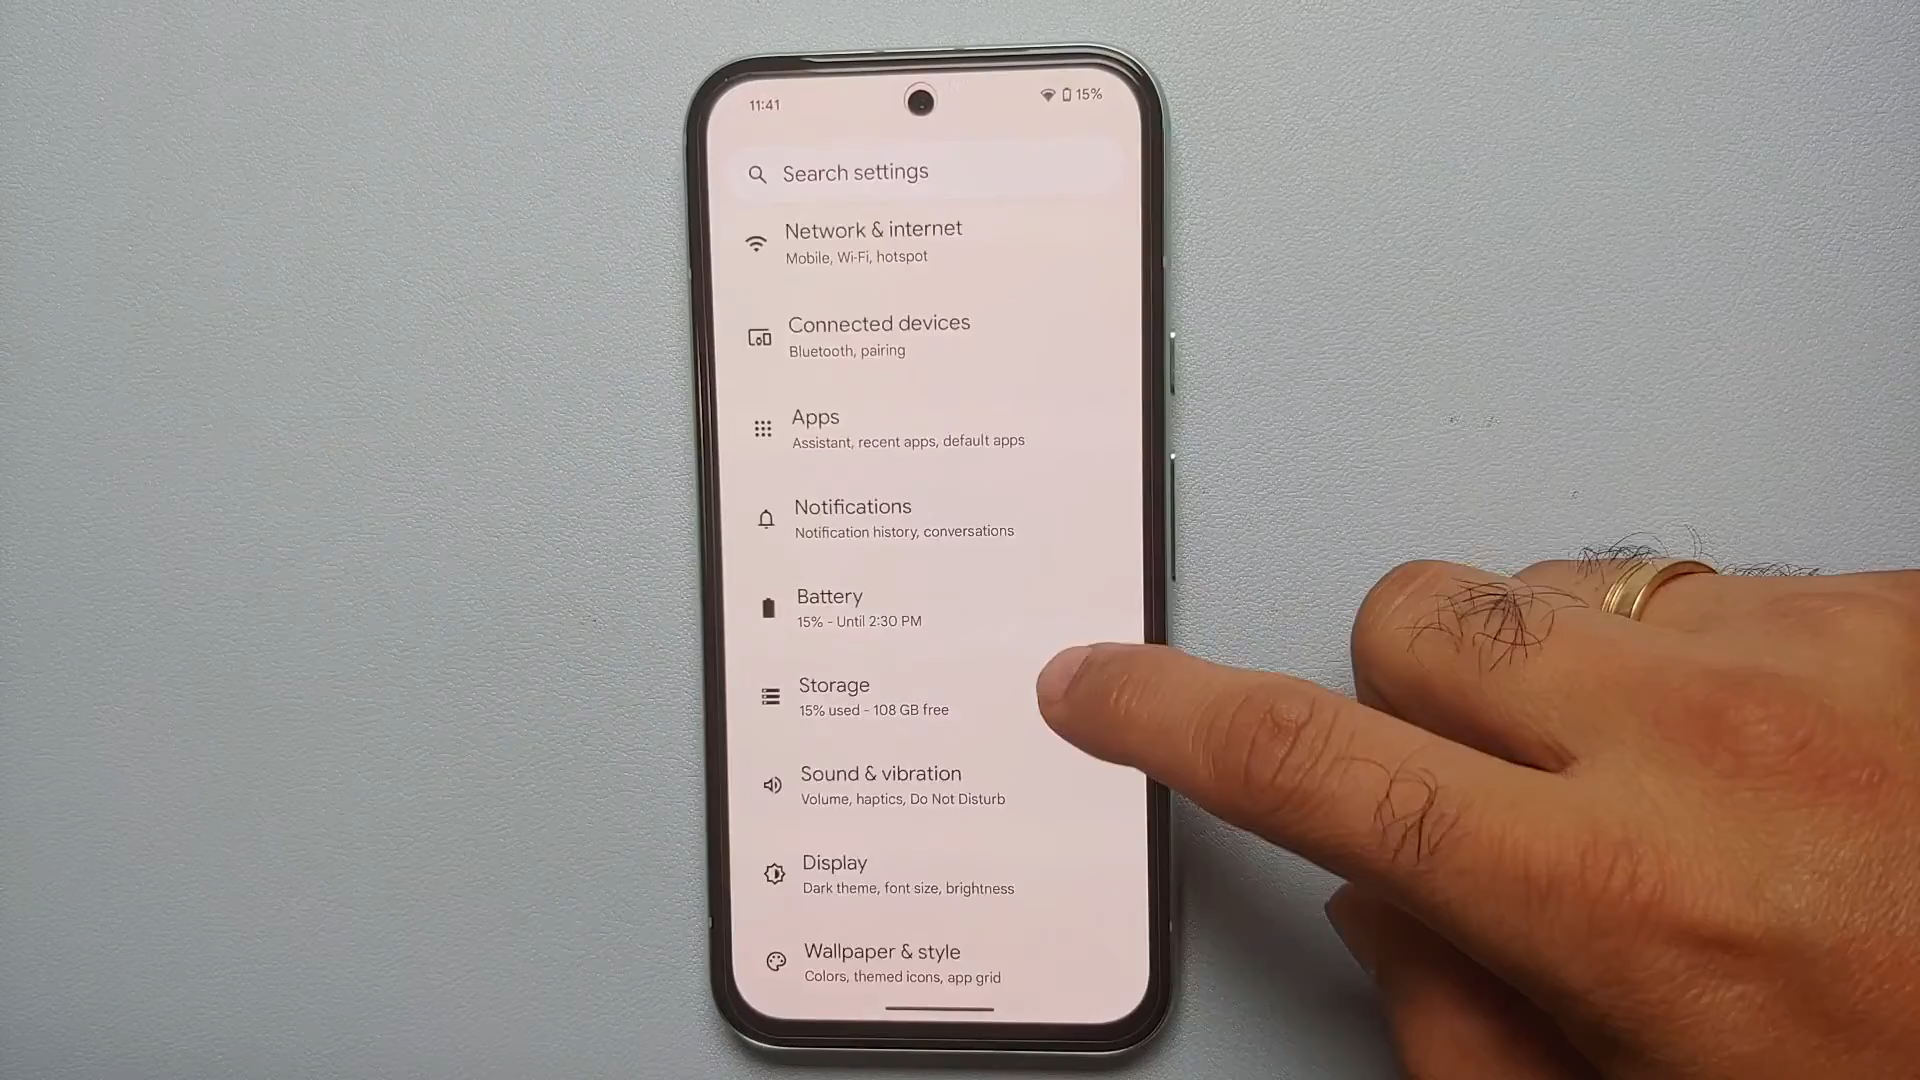 11:41
15%
Search settings
Network & internet
Mobile, Wi-Fi, hotspot
Connected devices
Bluetooth, pairing
Apps
Assistant, recent apps, default apps
Notifications
Notification history, conversations
Battery
15% - Until 2:30 PM
Storage
15% used - 108 GB free
Sound & vibration
Volume, haptics, Do Not Disturb
Display
Dark theme, font size, brightness
Wallpaper & style
Colors, themed icons, app grid